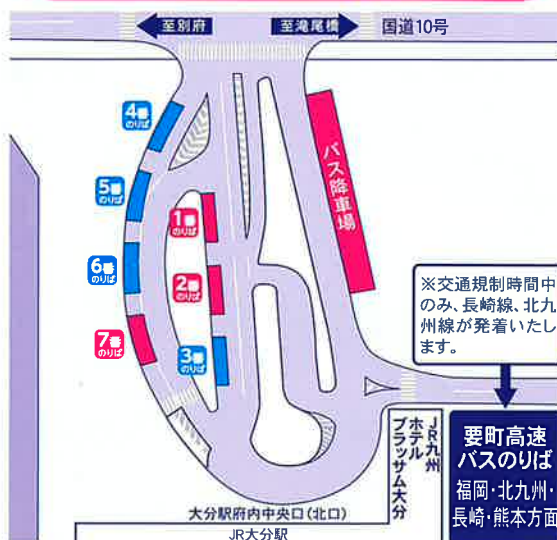 至別府
至滝尾橋
国道10号
4番
のりば
5番
のりば
6番
のりば
7番
のりば
1番
のりば
2番
のりば
3番
のりば
バス降車場
※交通規制時間中
のみ、長崎線、北九
州線が発着いたし
ます。
JR九州
ホテル
ブラッサム大分
要町高速
バスのりば
福岡・北九州・
長崎・熊本方面
大分駅府内中央口(北口)
JR大分駅